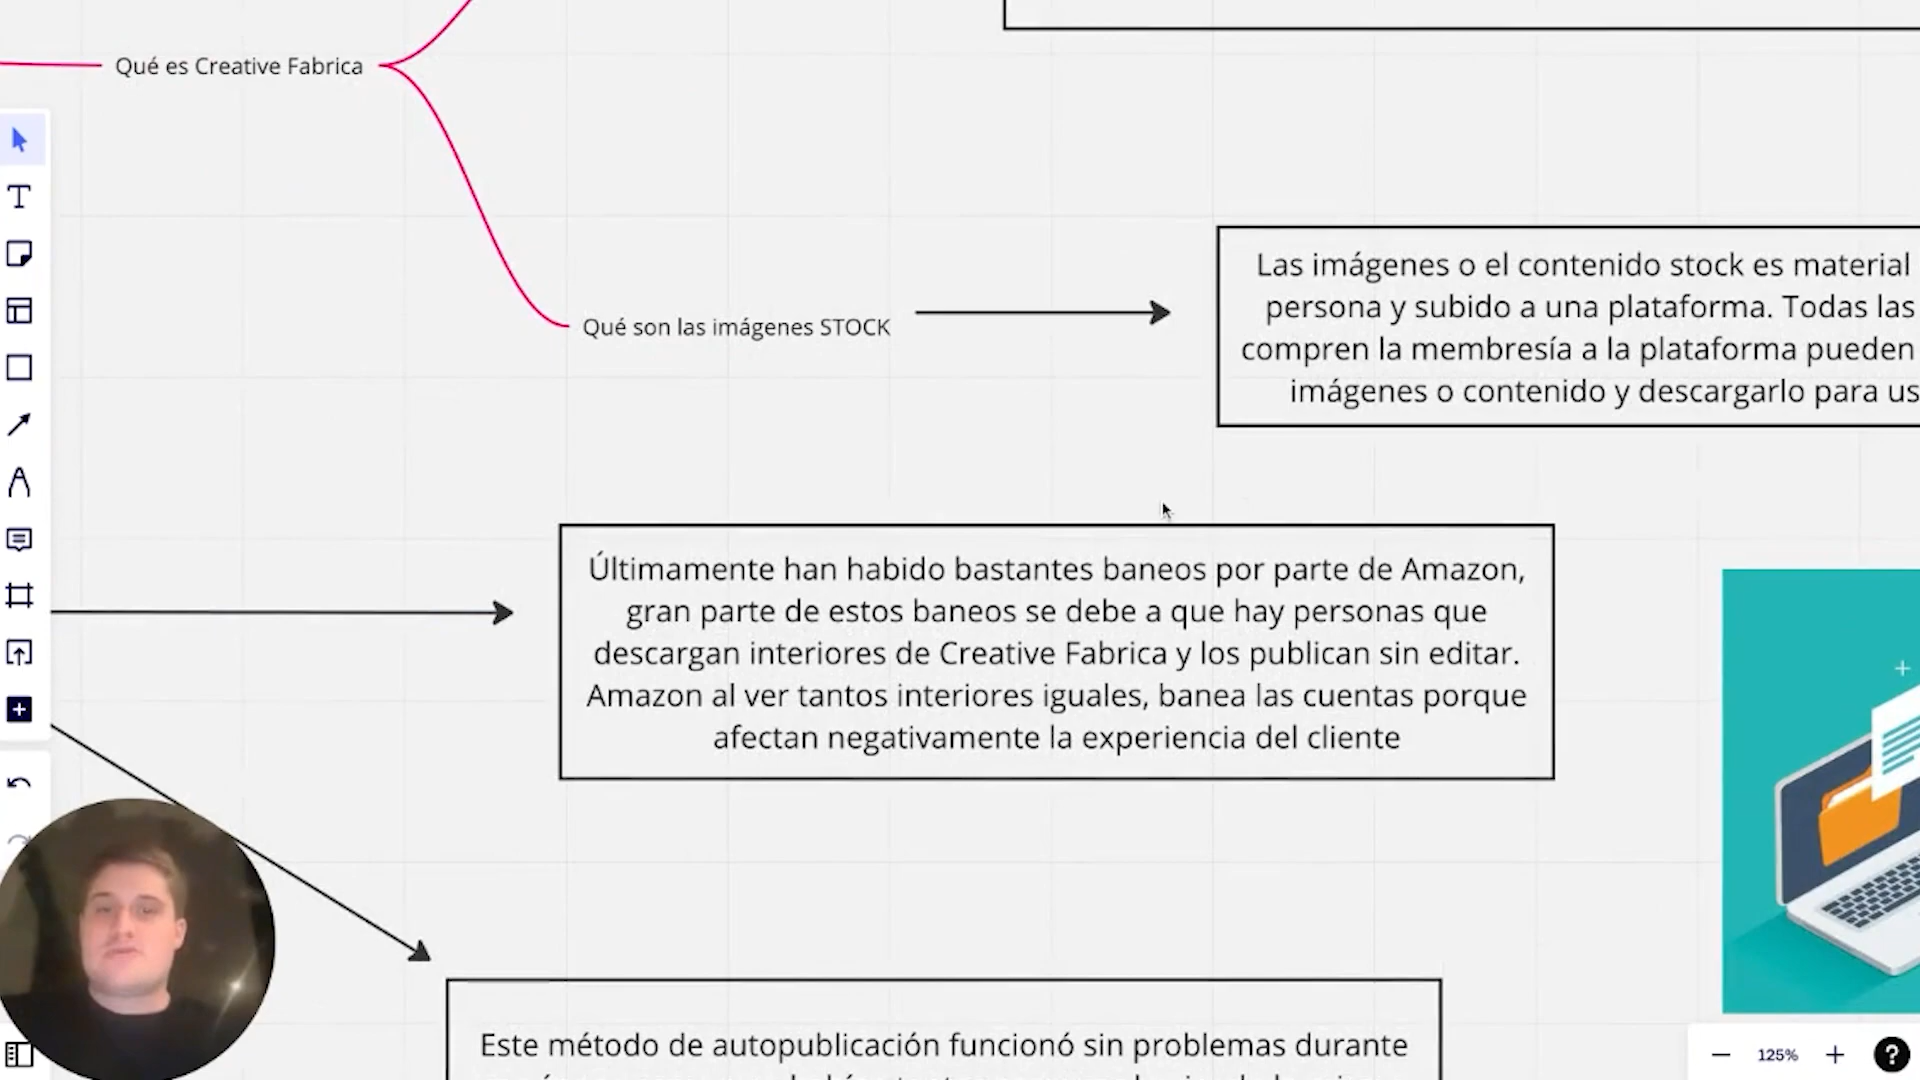 Qué es Creative Fabrica
Las imágenes o el contenido stock es material
persona y subido a una plataforma. Todas las
Qué son las imágenes STOCK
compren la membresía a la plataforma pueden
imágenes o contenido y descargarlo para us
Últimamente han habido bastantes baneos por parte de Amazon,
gran parte de estos baneos se debe a que hay personas que
descargan interiores de Creative Fabrica y los publican sin editar.
Amazon al ver tantos interiores iguales, banea las cuentas porque
afectan negativamente la experiencia del cliente
Este método de autopublicación funcionó sin problemas durante
125%